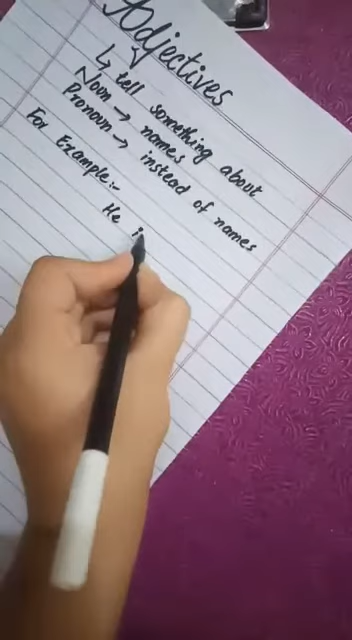 Adjectives
↳ tell something about
Noun → names
Pronoun → instead of names
For Example:-
He i